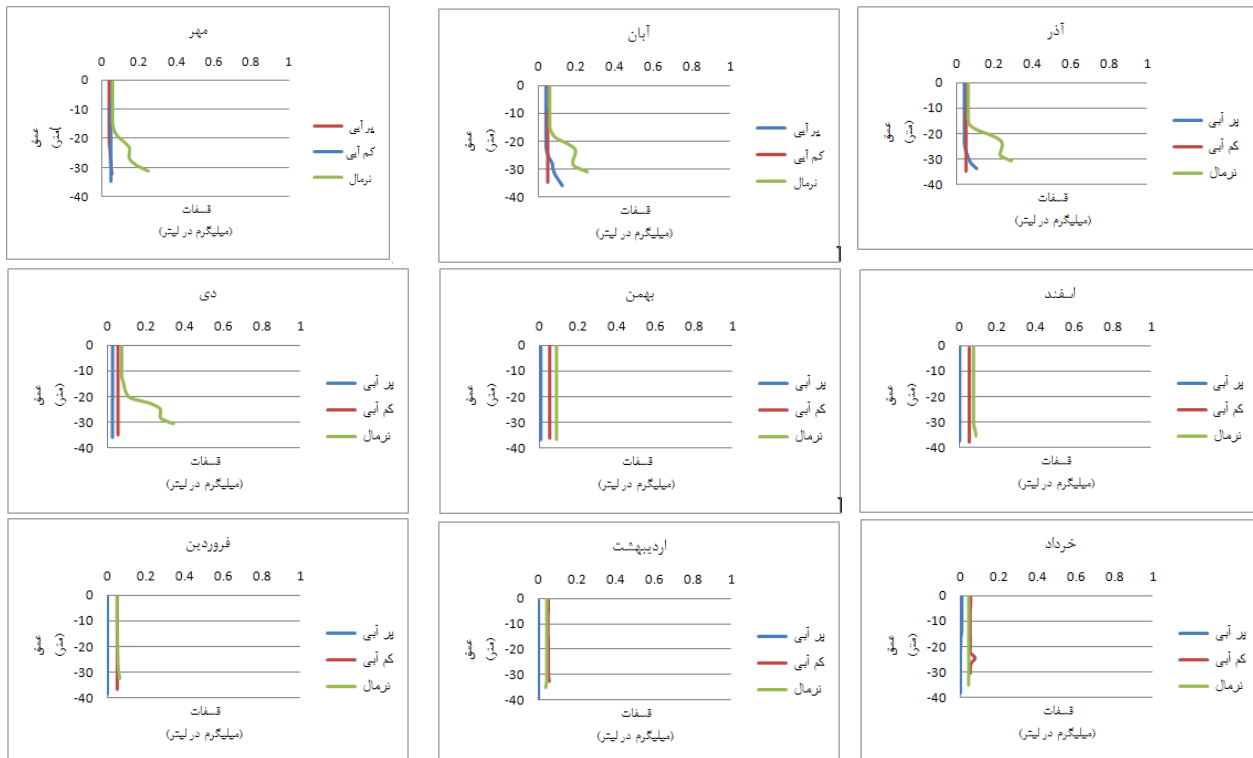 مهر
0 0.2 0.4 0.6 0.8 1
0
-10
-20
-30
-40
عمق
(متر)
پر آبی
کم آبی
نرمال
فسفات
(میلیگرم در لیتر)
آبان
0 0.2 0.4 0.6 0.8 1
0
-10
-20
-30
-40
عمق
(متر)
پر آبی
کم آبی
نرمال
فسفات
(میلیگرم در لیتر)
آذر
0 0.2 0.4 0.6 0.8 1
0
-10
-20
-30
-40
عمق
(متر)
پر آبی
کم آبی
نرمال
فسفات
(میلیگرم در لیتر)
دی
0 0.2 0.4 0.6 0.8 1
0
-10
-20
-30
-40
عمق
(متر)
پر آبی
کم آبی
نرمال
فسفات
(میلیگرم در لیتر)
بهمن
0 0.2 0.4 0.6 0.8 1
0
-10
-20
-30
-40
عمق
(متر)
پر آبی
کم آبی
نرمال
فسفات
(میلیگرم در لیتر)
اسفند
0 0.2 0.4 0.6 0.8 1
0
-10
-20
-30
-40
عمق
(متر)
پر آبی
کم آبی
نرمال
فسفات
(میلیگرم در لیتر)
فروردین
0 0.2 0.4 0.6 0.8 1
0
-10
-20
-30
-40
عمق
(متر)
پر آبی
کم آبی
نرمال
فسفات
(میلیگرم در لیتر)
اردیبهشت
0 0.2 0.4 0.6 0.8 1
0
-10
-20
-30
-40
عمق
(متر)
پر آبی
کم آبی
نرمال
فسفات
(میلیگرم در لیتر)
خرداد
0 0.2 0.4 0.6 0.8 1
0
-10
-20
-30
-40
عمق
(متر)
پر آبی
کم آبی
نرمال
فسفات
(میلیگرم در لیتر)